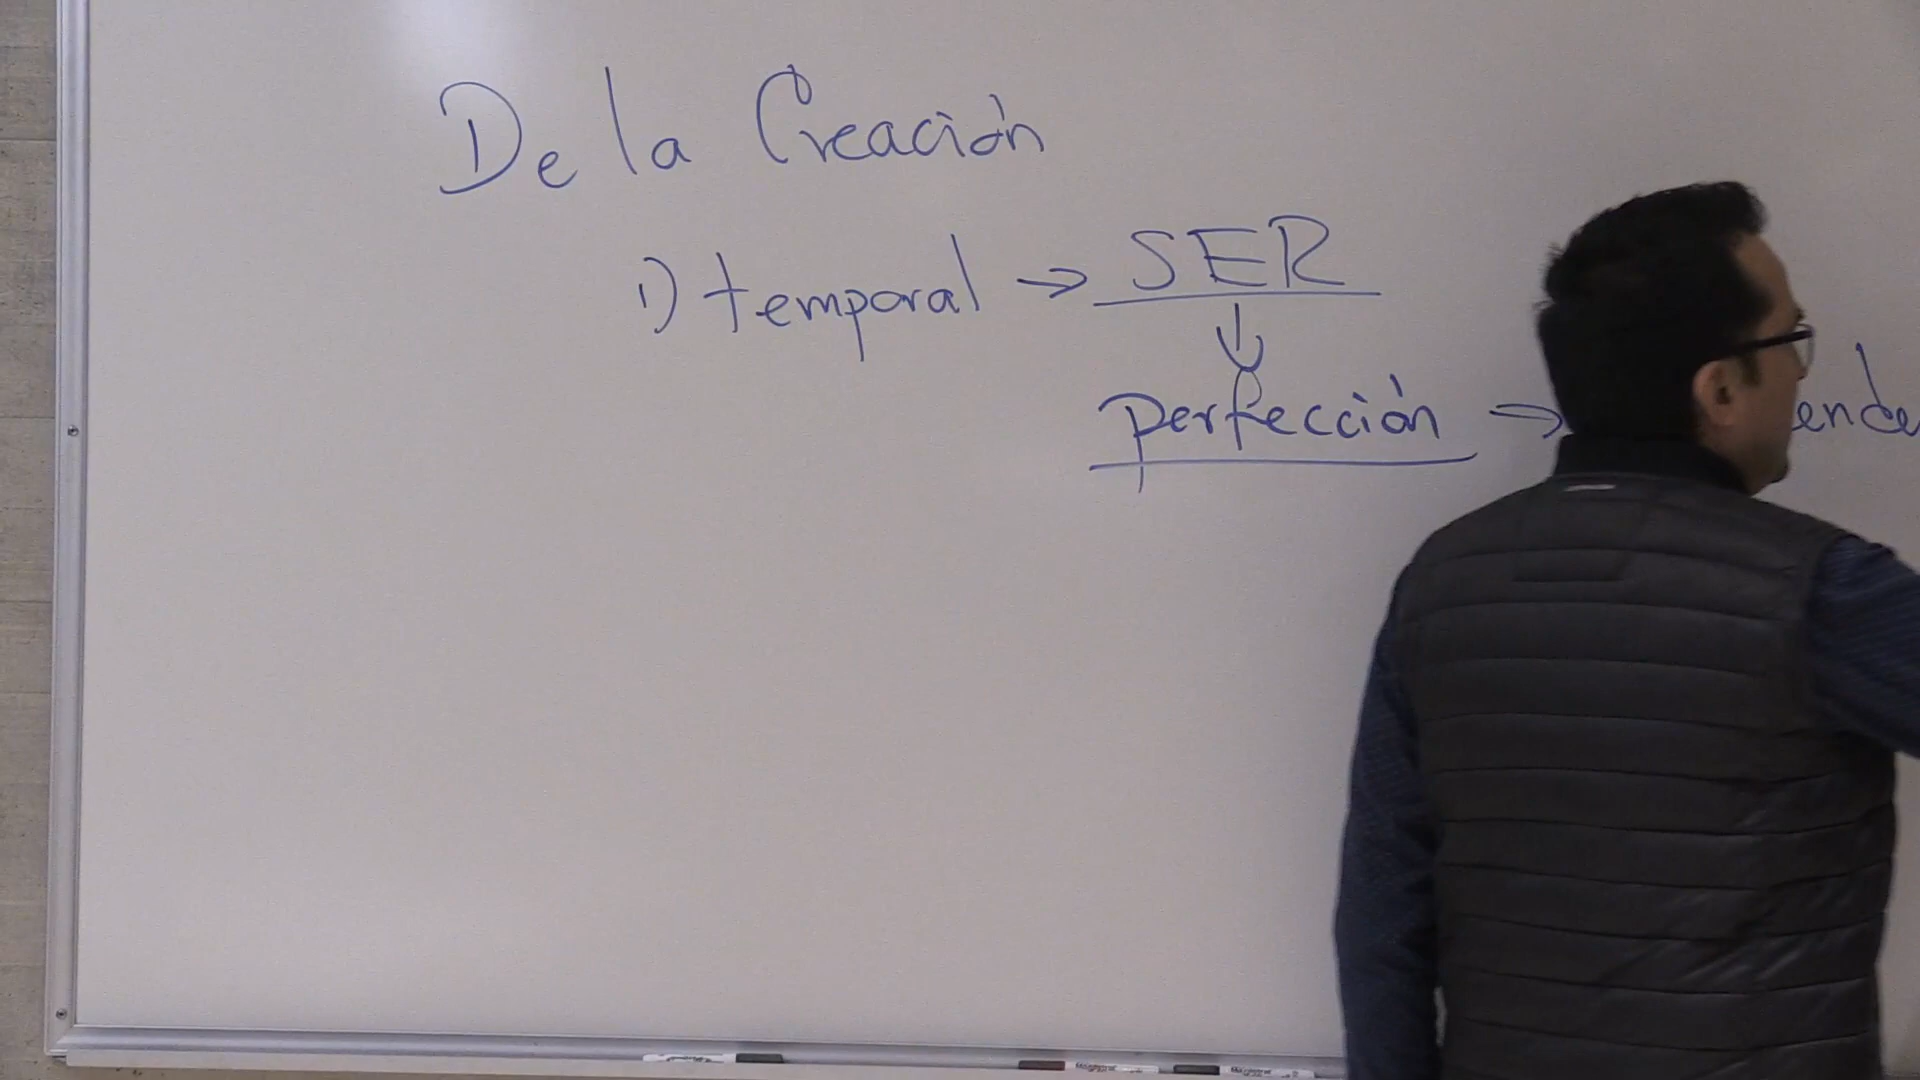 De la Creación
1) temporal → SER
↓
perfección →